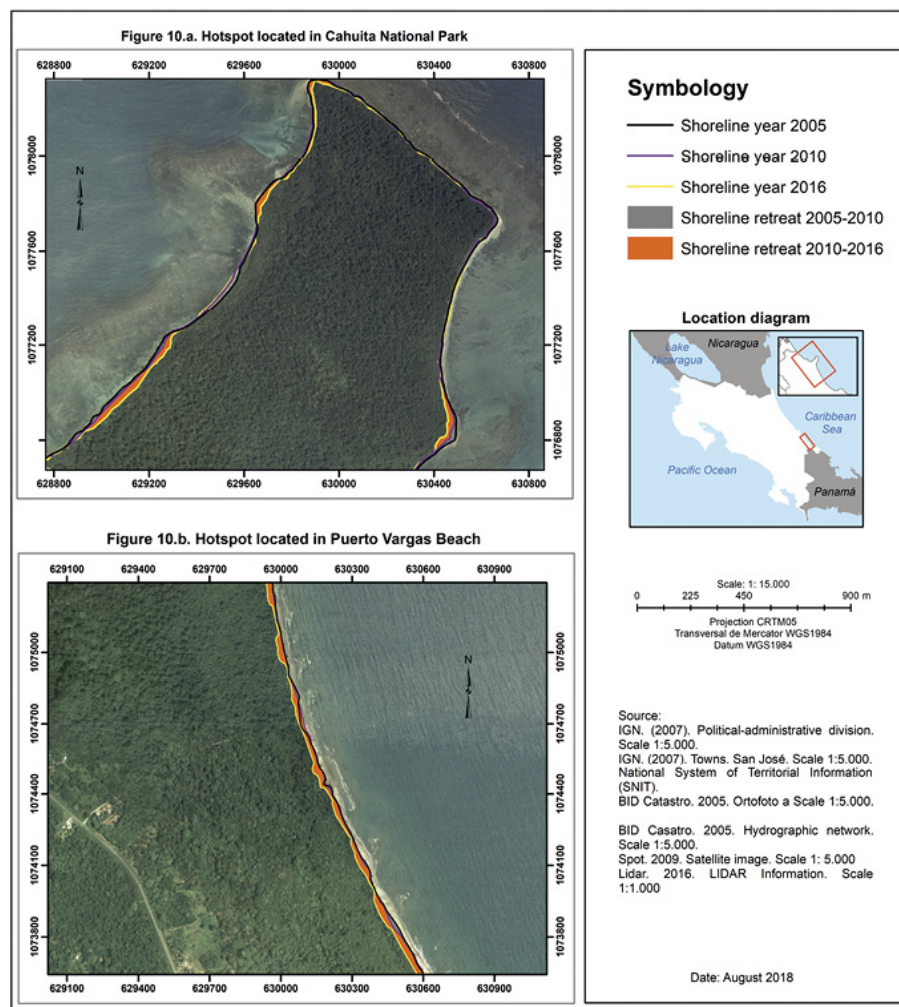 Figure 10.a. Hotspot located in Cahuita National Park
628800 629200 629600 630000 630400 630800
1078000
1077600
1077200
1076800
N
1078000
1077600
1077200
1076800
628800 629200 629600 630000 630400 630800
Figure 10.b. Hotspot located in Puerto Vargas Beach
629100 629400 629700 630000 630300 630600 630900
1075000
1074700
1074400
1074100
1073800
N
1075000
1074700
1074400
1074100
1073800
629100 629400 629700 630000 630300 630600 630900
Symbology
Shoreline year 2005
Shoreline year 2010
Shoreline year 2016
Shoreline retreat 2005-2010
Shoreline retreat 2010-2016
Location diagram
Lake
Nicaragua
Nicaragua
Caribbean
Sea
Pacific Ocean
Panamá
Scale: 1: 15.000
0 225 450 900 m
Projection CRTM05
Transversal de Mercator WGS1984
Datum WGS1984
Source:
IGN. (2007). Political-administrative division.
Scale 1:5.000.
IGN. (2007). Towns. San José. Scale 1:5.000.
National System of Territorial Information
(SNIT).
BID Catastro. 2005. Ortofoto a Scale 1:5.000.
BID Casatro. 2005. Hydrographic network.
Scale 1:5.000.
Spot. 2009. Satellite image. Scale 1: 5.000
Lidar. 2016. LIDAR Information. Scale
1:1.000
Date: August 2018